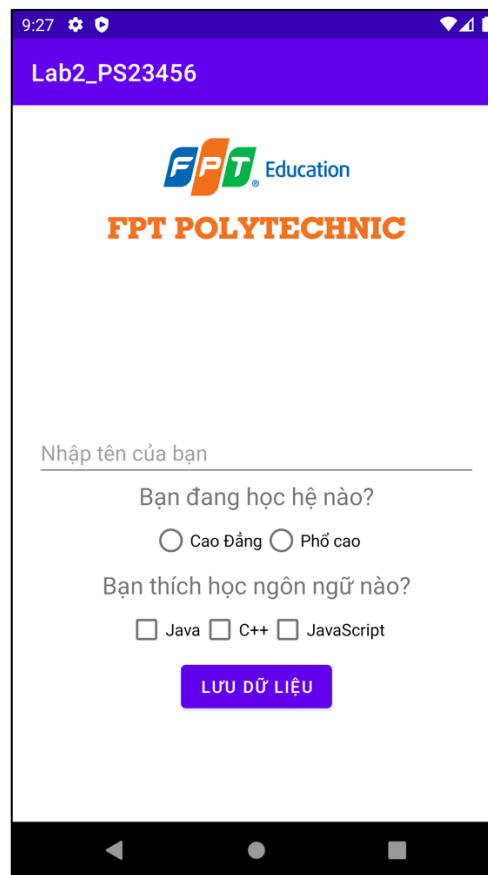 9:27
Lab2_PS23456
FPT® Education
FPT POLYTECHNIC
Nhập tên của bạn
Bạn đang học hệ nào?
Cao Đẳng Phổ cao
Bạn thích học ngôn ngữ nào?
Java C++ JavaScript
LƯU DỮ LIỆU